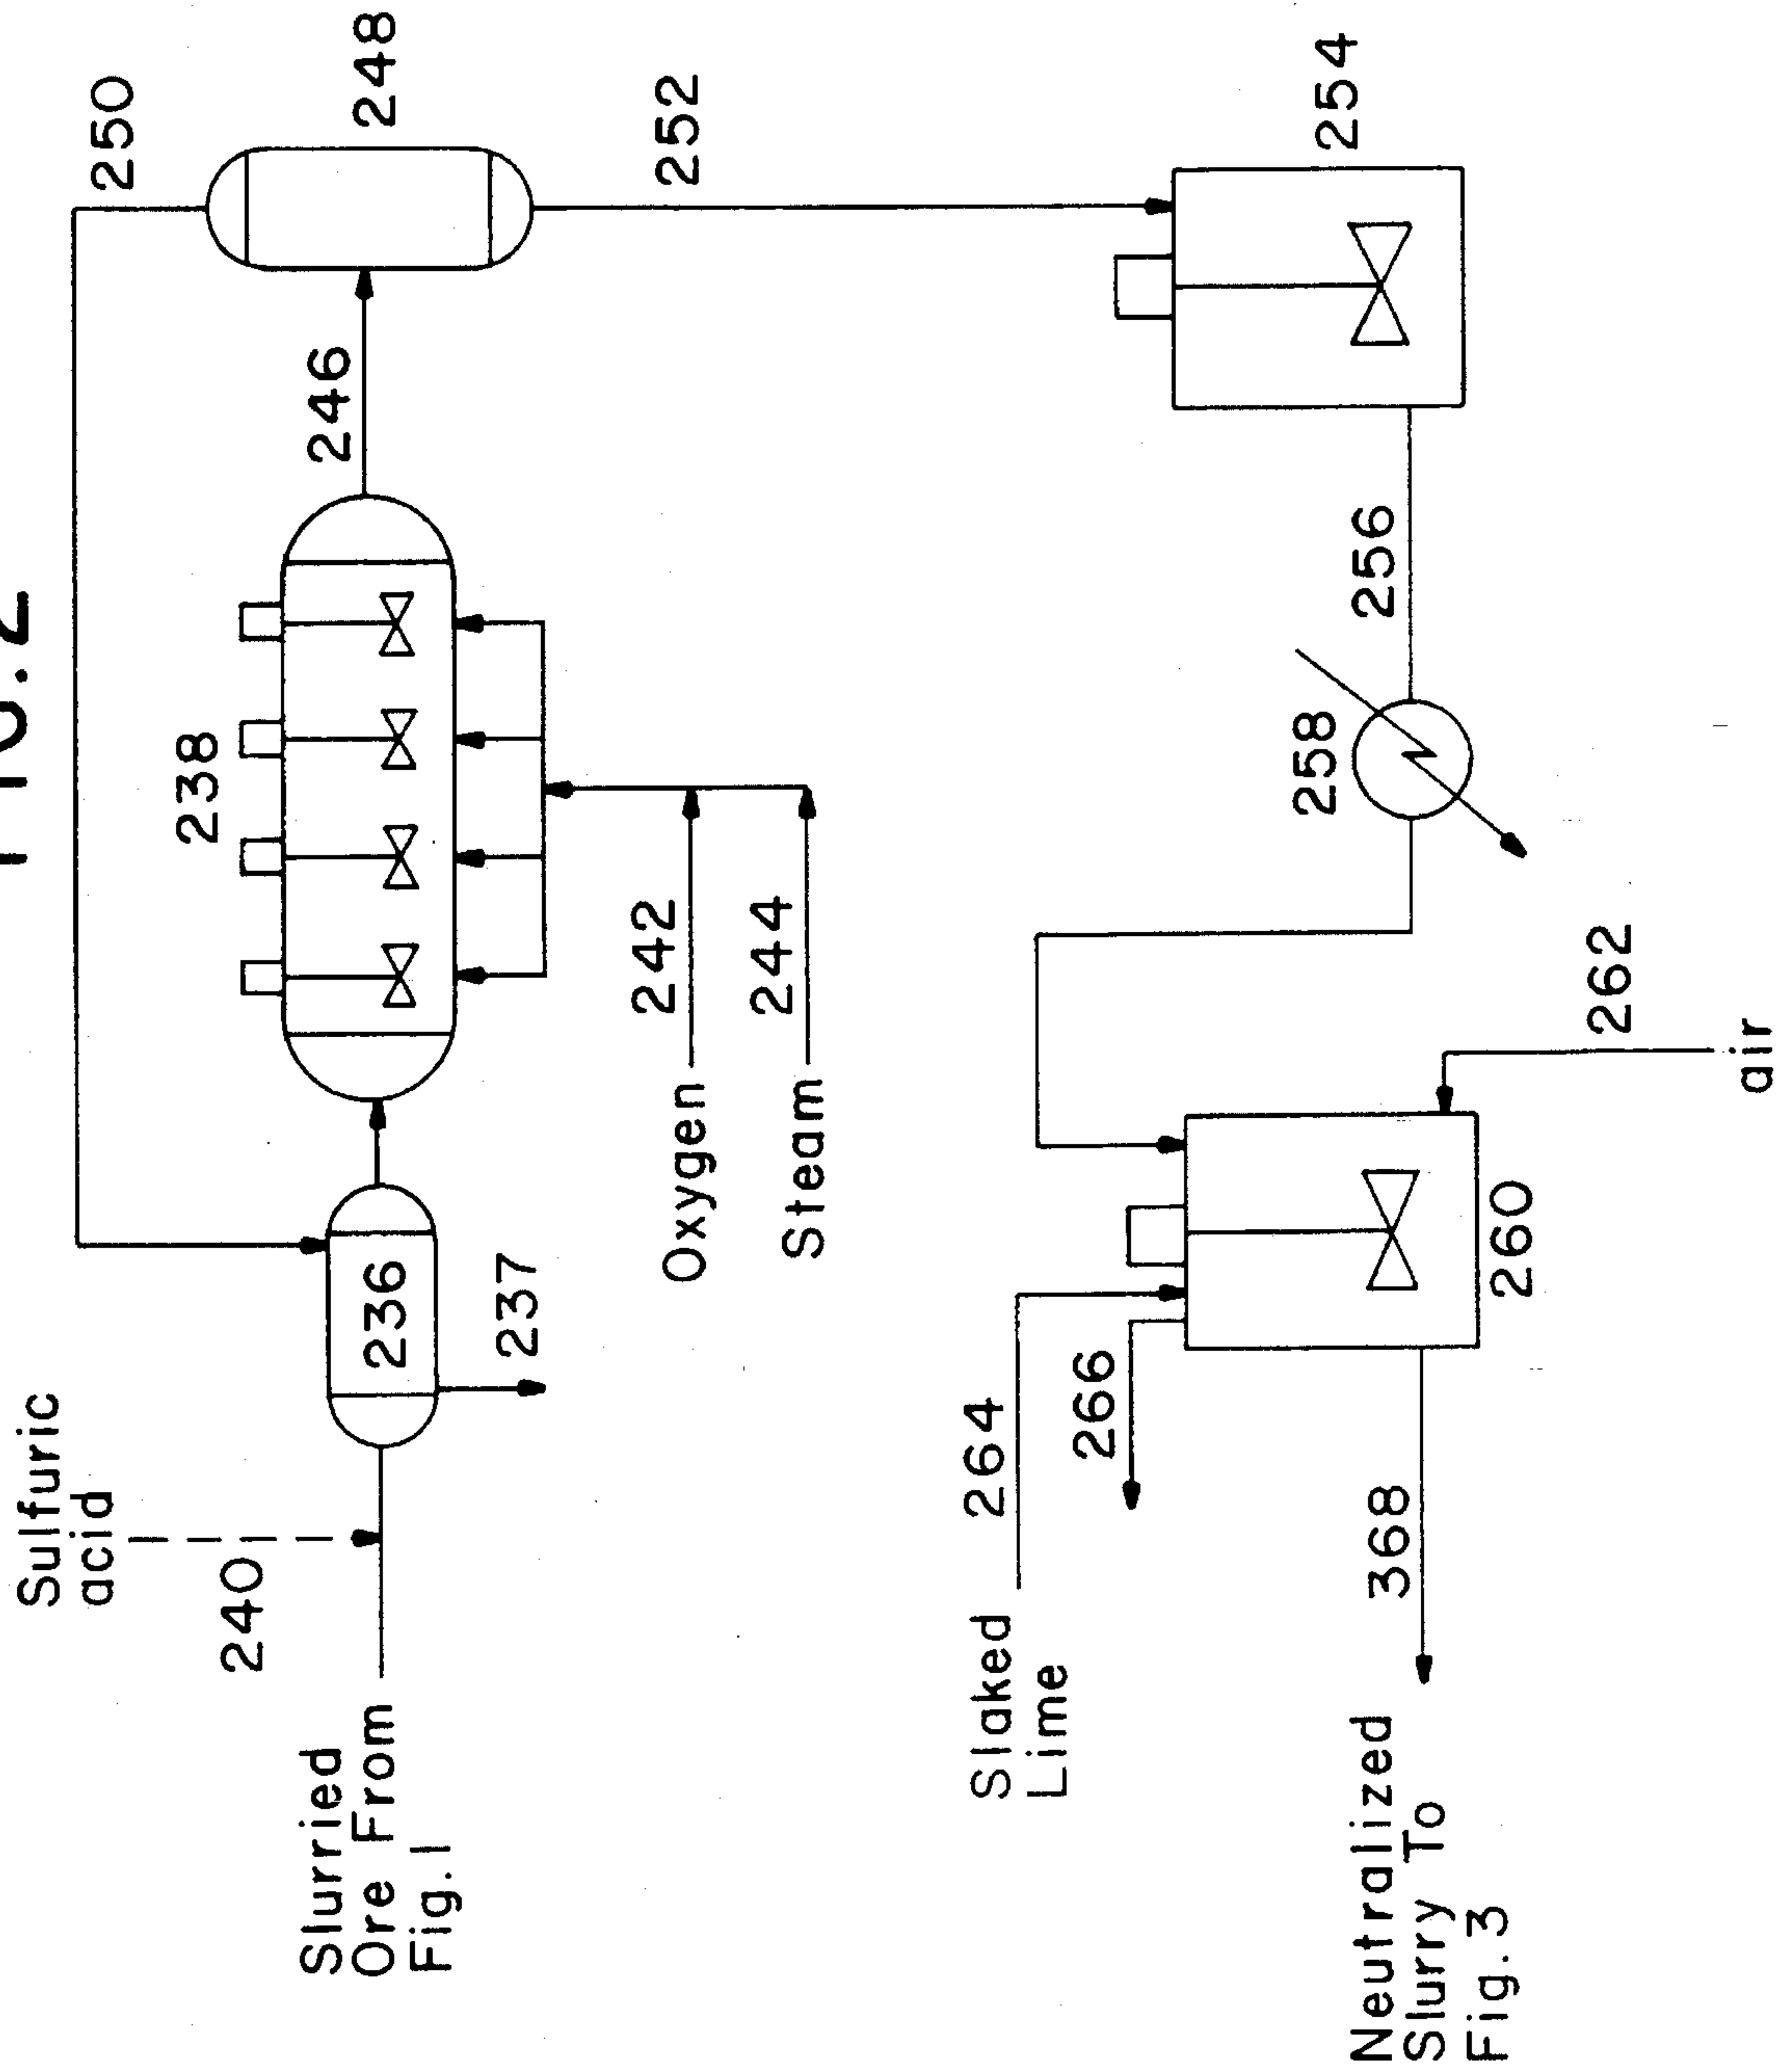 FIG.2
Sulfuric
acid
240
Slurried
Ore From
Fig.1
236
237
238
250
248
246
252
Oxygen
242
Steam
244
254
256
258
Slaked
Lime
264
266
260
262
air
368
Neutralized
Slurry To
Fig.3